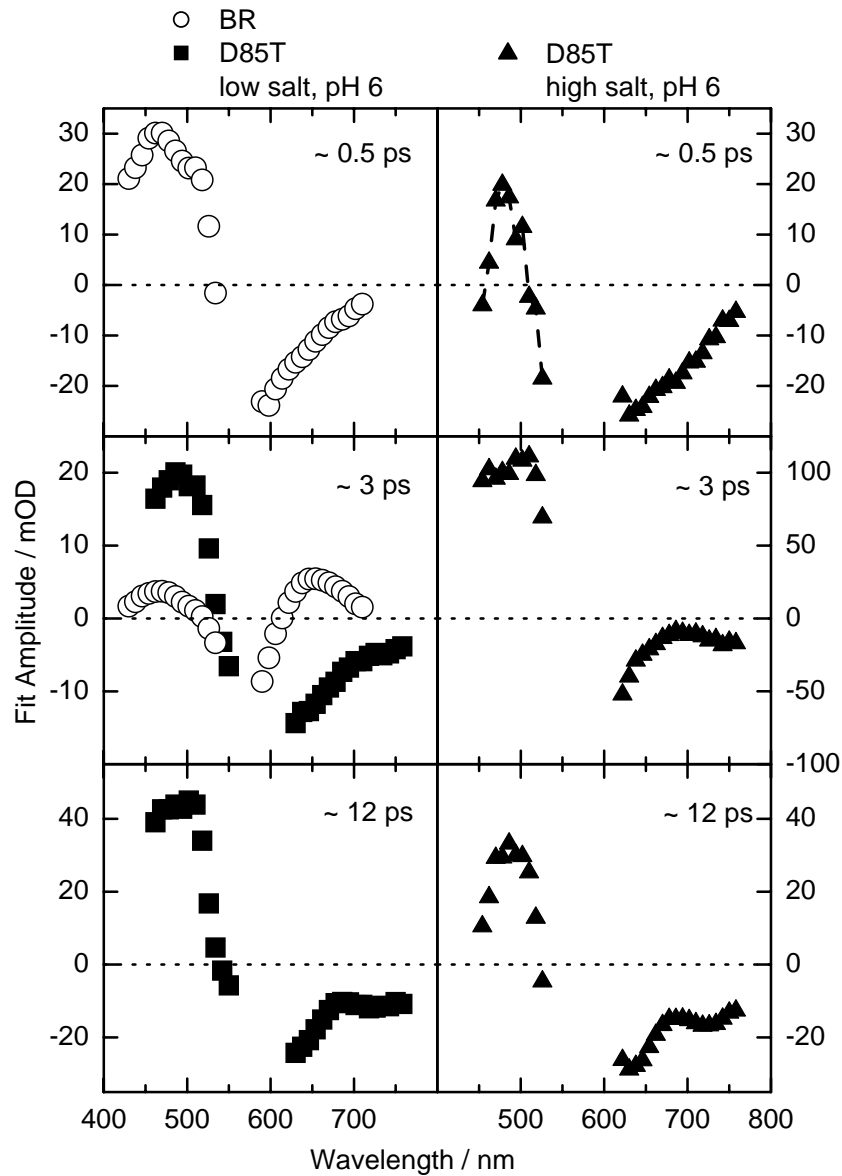 BR
D85T
low salt, pH 6
D85T
high salt, pH 6
30
20
10
0
-10
-20
~ 0.5 ps
~ 0.5 ps
30
20
10
0
-10
-20
20
10
0
-10
~ 3 ps
~ 3 ps
100
50
0
-50
-100
40
20
0
-20
~ 12 ps
~ 12 ps
40
20
0
-20
400 500 600 700 500 600 700 800
Fit Amplitude / mOD
Wavelength / nm